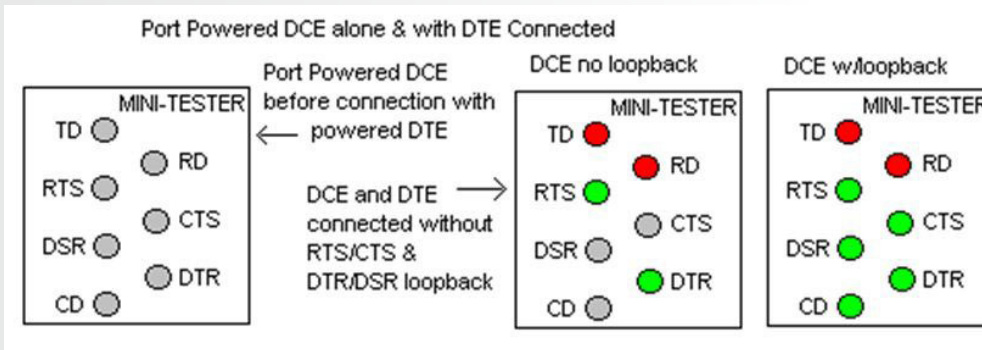 Port Powered DCE alone & with DTE Connected
Port Powered DCE
before connection with
powered DTE
DCE and DTE
connected without
RTS/CTS &
DTR/DSR loopback
MINI-TESTER
TD
RD
RTS
CTS
DSR
DTR
CD
DCE no loopback
MINI-TESTER
TD
RD
RTS
CTS
DSR
DTR
CD
DCE w/loopback
MINI-TESTER
TD
RD
RTS
CTS
DSR
DTR
CD